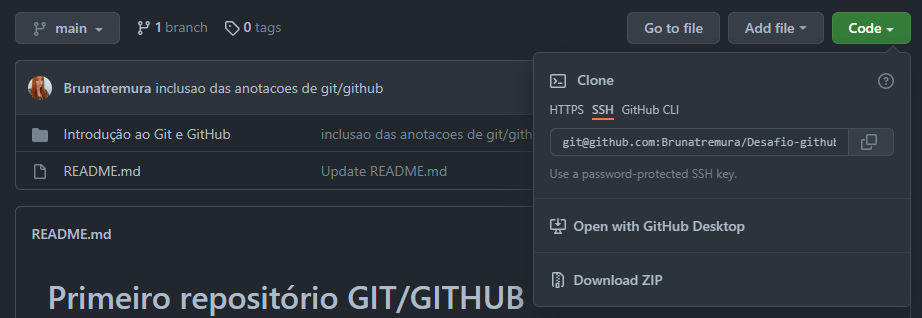 main
1 branch
0 tags
Go to file
Add file
Code
Brunatremura inclusao das anotacoes de git/github
Introdução ao Git e GitHub
inclusao das anotacoes de git/gith
README.md
Update README.md
README.md
Primeiro repositório GIT/GITHUB
Clone
?
HTTPS SSH GitHub CLI
git@github.com:Brunatremura/Desafio-github
Use a password-protected SSH key.
Open with GitHub Desktop
Download ZIP